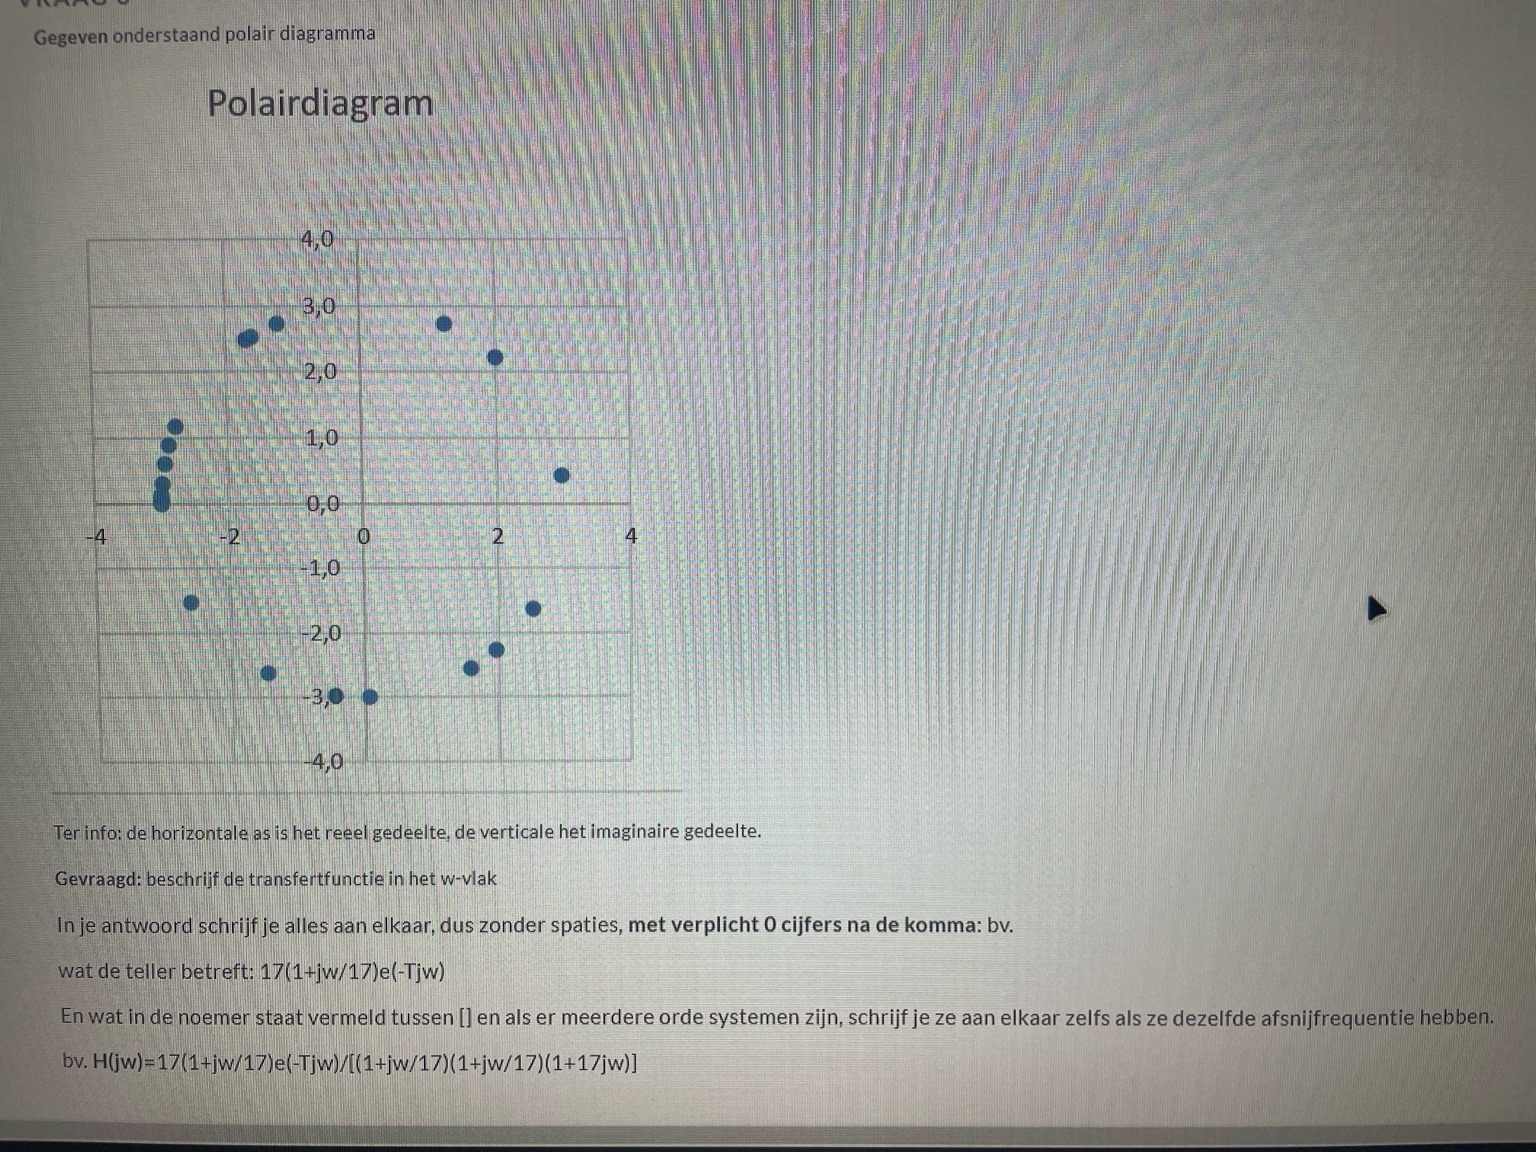 Gegeven onderstaand polair diagramma
Polairdiagram
4,0
3,0
2,0
1,0
0,0
-4
-2
0
2
4
-1,0
-2,0
-3,0
-4,0
Ter info: de horizontale as is het reeel gedeelte, de verticale het imaginaire gedeelte.
Gevraagd: beschrijf de transfertfunctie in het w-vlak
In je antwoord schrijf je alles aan elkaar, dus zonder spaties, met verplicht 0 cijfers na de komma: bv.
wat de teller betreft: 17(1+jw/17)e(-Tjw)
En wat in de noemer staat vermeld tussen [] en als er meerdere orde systemen zijn, schrijf je ze aan elkaar zelfs als ze dezelfde afsnijfrequentie hebben.
bv. H(jw)=17(1+jw/17)e(-Tjw)/[(1+jw/17)(1+jw/17)(1+17jw)]